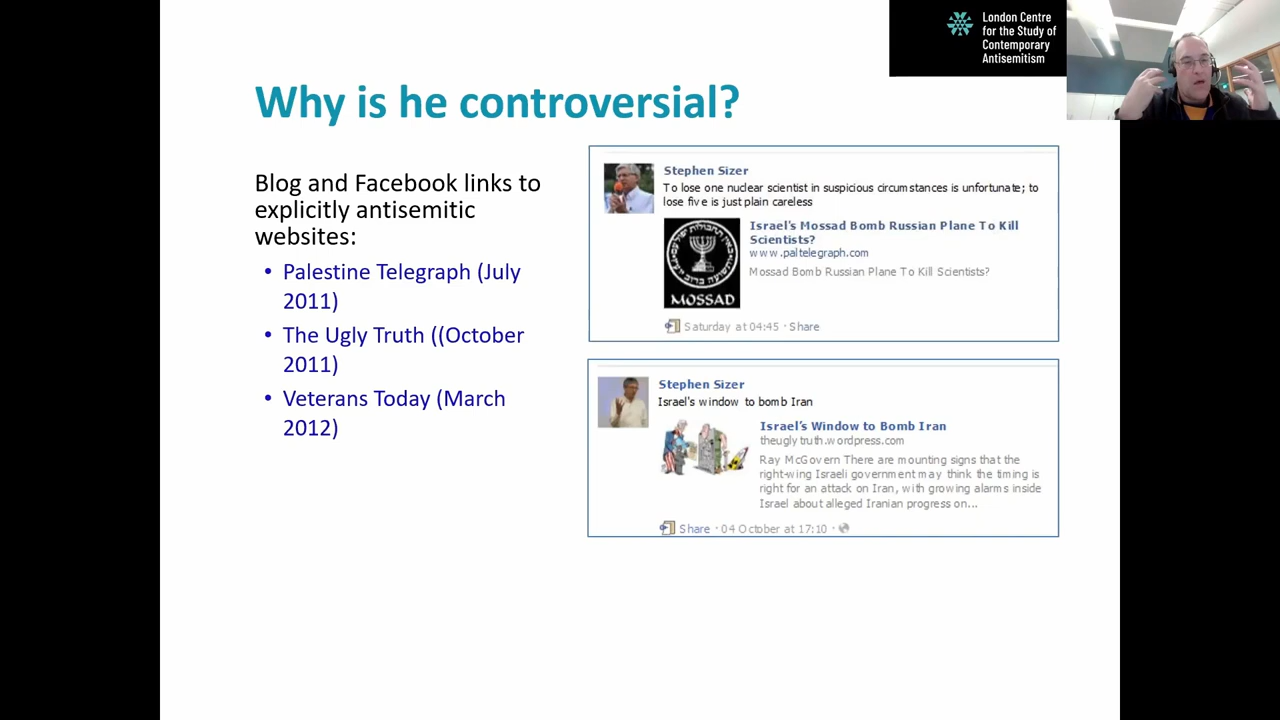 London Centre
for the Study of
Contemporary
Antisemitism
Why is he controversial?
Blog and Facebook links to
explicitly antisemitic
websites:
• Palestine Telegraph (July
2011)
• The Ugly Truth ((October
2011)
• Veterans Today (March
2012)
Stephen Sizer
To lose one nuclear scientist in suspicious circumstances is unfortunate; to
lose five is just plain careless
Israel's Mossad Bomb Russian Plane To Kill
Scientists?
www.paltelegraph.com
Mossad Bomb Russian Plane To Kill Scientists?
MOSSAD
Saturday at 04:45 · Share
Stephen Sizer
Israel's window to bomb Iran
Israel's Window to Bomb Iran
theuglytruth.wordpress.com
Ray McGovern There are mounting signs that the
right-wing Israeli government may think the timing is
right for an attack on Iran, with growing alarms inside
Israel about alleged Iranian progress on...
Share · 04 October at 17:10 ·